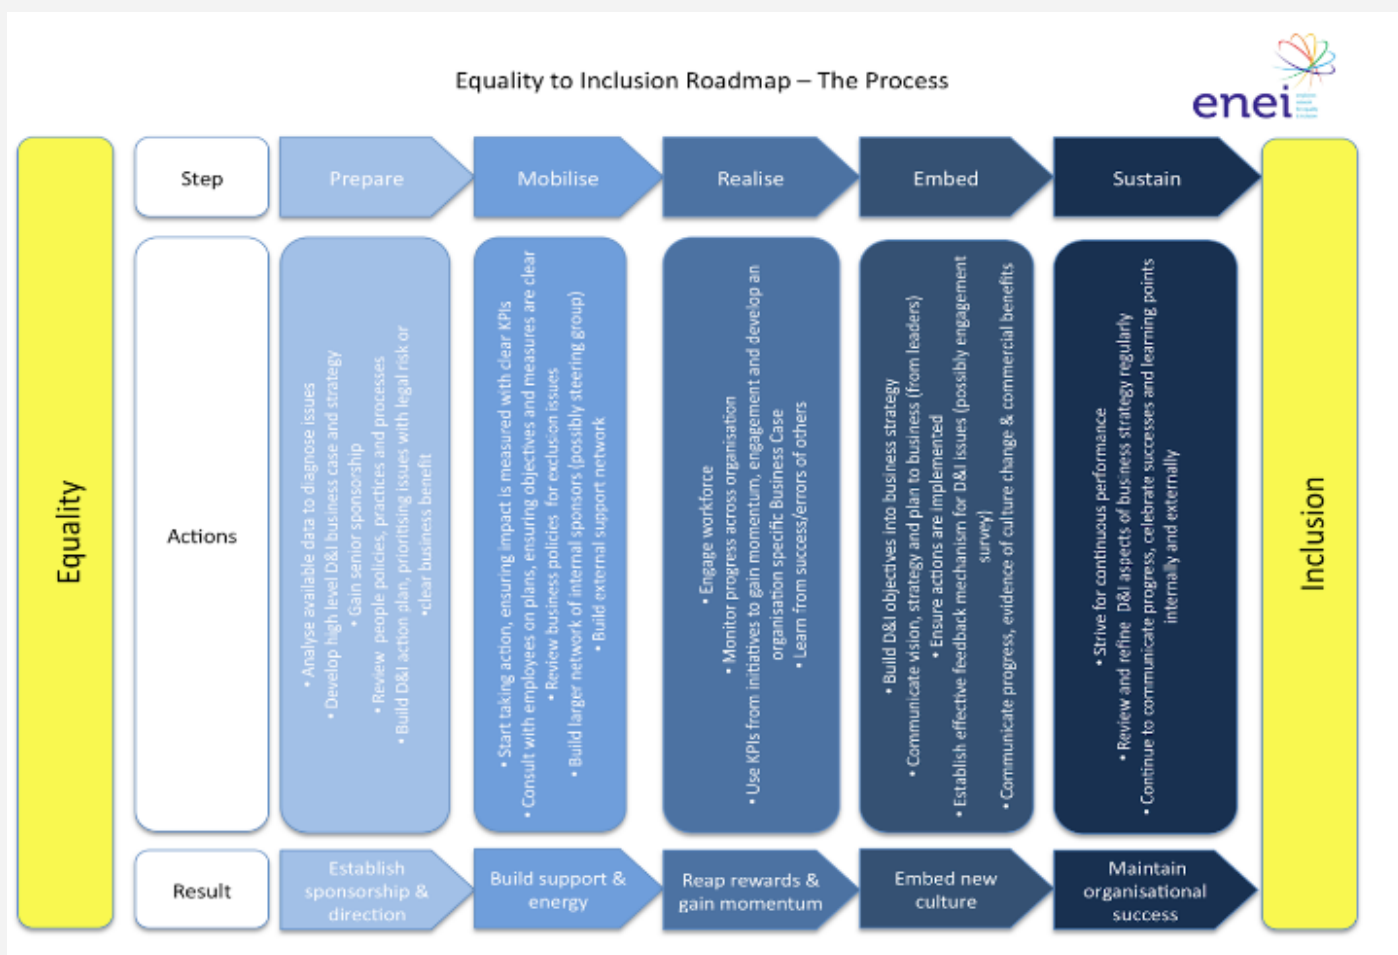 Equality to Inclusion Roadmap – The Process
enei
Equality
Step
Prepare
Mobilise
Realise
Embed
Sustain
Actions
• Analyse available data to diagnose issues
• Develop high level D&I business case and strategy
• Gain senior sponsorship
• Review people policies, practices and processes
• Build D&I action plan, prioritising issues with legal risk or
•clear business benefit
• Start taking action, ensuring impact is measured with clear KPIs
• Consult with employees on plans, ensuring objectives and measures are clear
• Review business policies for exclusion issues
• Build larger network of internal sponsors (possibly steering group)
• Build external support network
• Engage workforce
• Monitor progress across organisation
• Use KPIs from initiatives to gain momentum, engagement and develop an
organisation specific Business Case
• Learn from success/errors of others
• Build D&I objectives into business strategy
• Communicate vision, strategy and plan to business (from leaders)
• Ensure actions are implemented
• Establish effective feedback mechanism for D&I issues (possibly engagement
survey)
• Communicate progress, evidence of culture change & commercial benefits
• Strive for continuous performance
• Review and refine D&I aspects of business strategy regularly
• Continue to communicate progress, celebrate successes and learning points
internally and externally
Result
Establish
sponsorship &
direction
Build support &
energy
Reap rewards &
gain momentum
Embed new
culture
Maintain
organisational
success
Inclusion